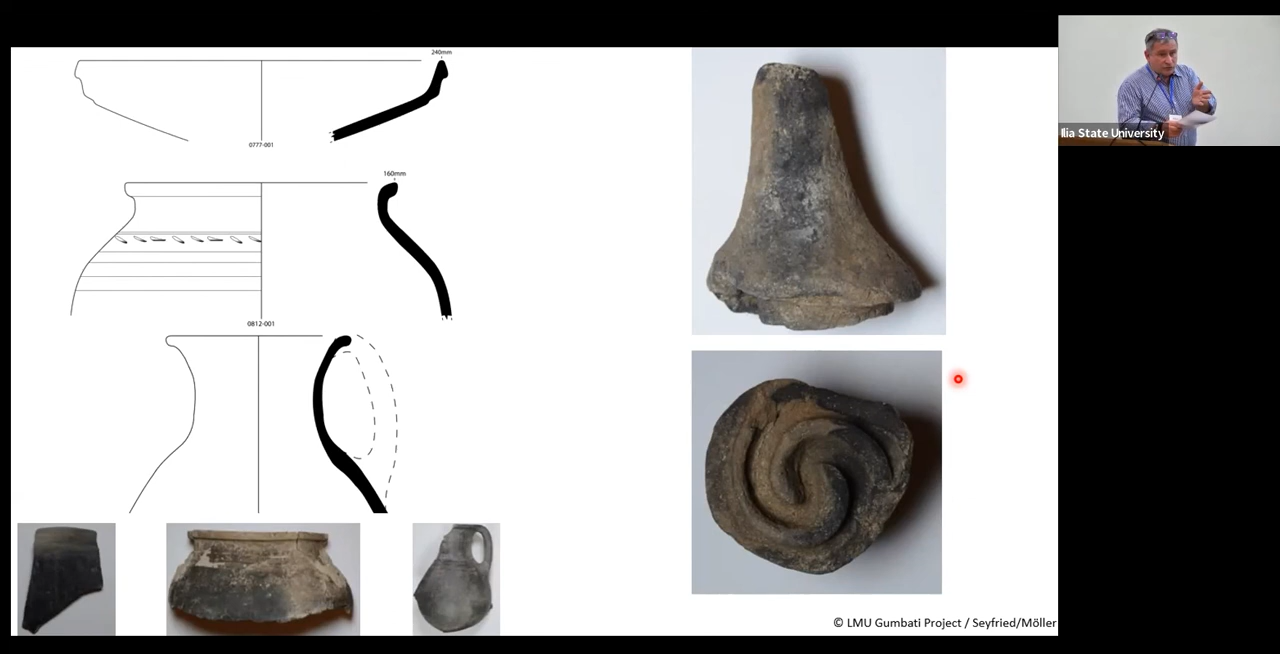 240mm
0777-001
160mm
0812-001
© LMU Gumbati Project / Seyfried/Möller
Ilia State University